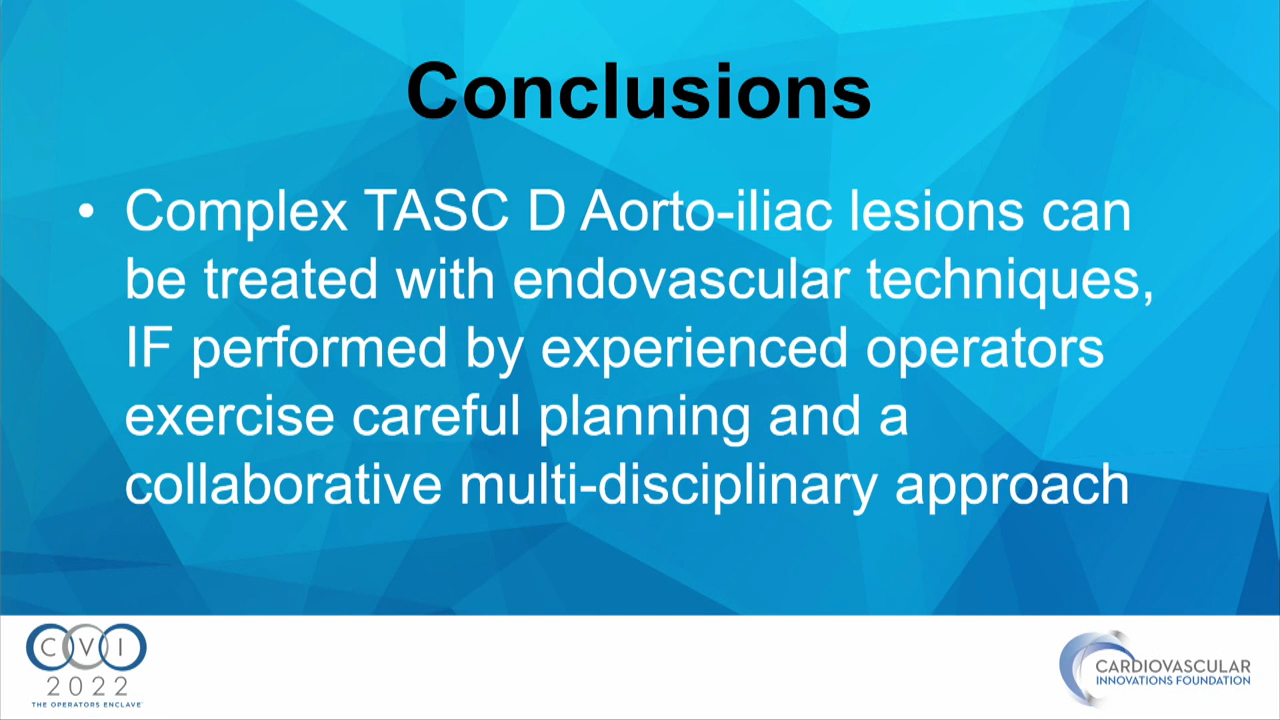 Conclusions
• Complex TASC D Aorto-iliac lesions can
be treated with endovascular techniques,
IF performed by experienced operators
exercise careful planning and a
collaborative multi-disciplinary approach
C V I
2022
THE OPERATORS ENCLAVE
CARDIOVASCULAR
INNOVATIONS FOUNDATION